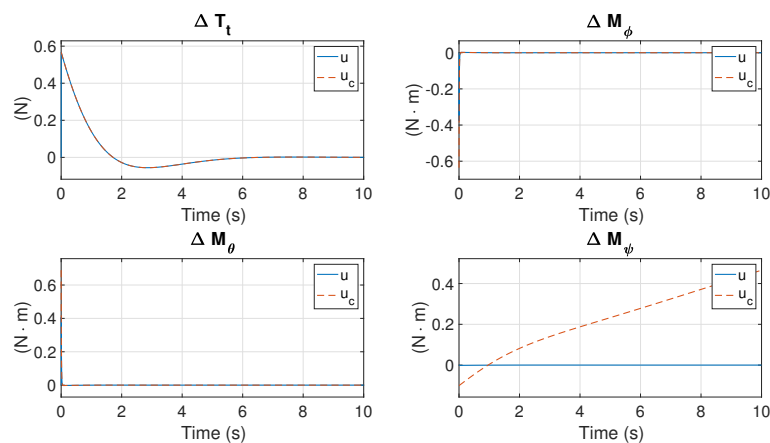 Δ T_t
0.6
0.4
0.2
0
(N)
u
u_c
0 2 4 6 8 10
Time (s)
Δ M_ϕ
0
-0.2
-0.4
-0.6
(N · m)
u
u_c
0 2 4 6 8 10
Time (s)
Δ M_θ
0.6
0.4
0.2
0
(N · m)
u
u_c
0 2 4 6 8 10
Time (s)
Δ M_ψ
0.4
0.2
0
(N · m)
u
u_c
0 2 4 6 8 10
Time (s)